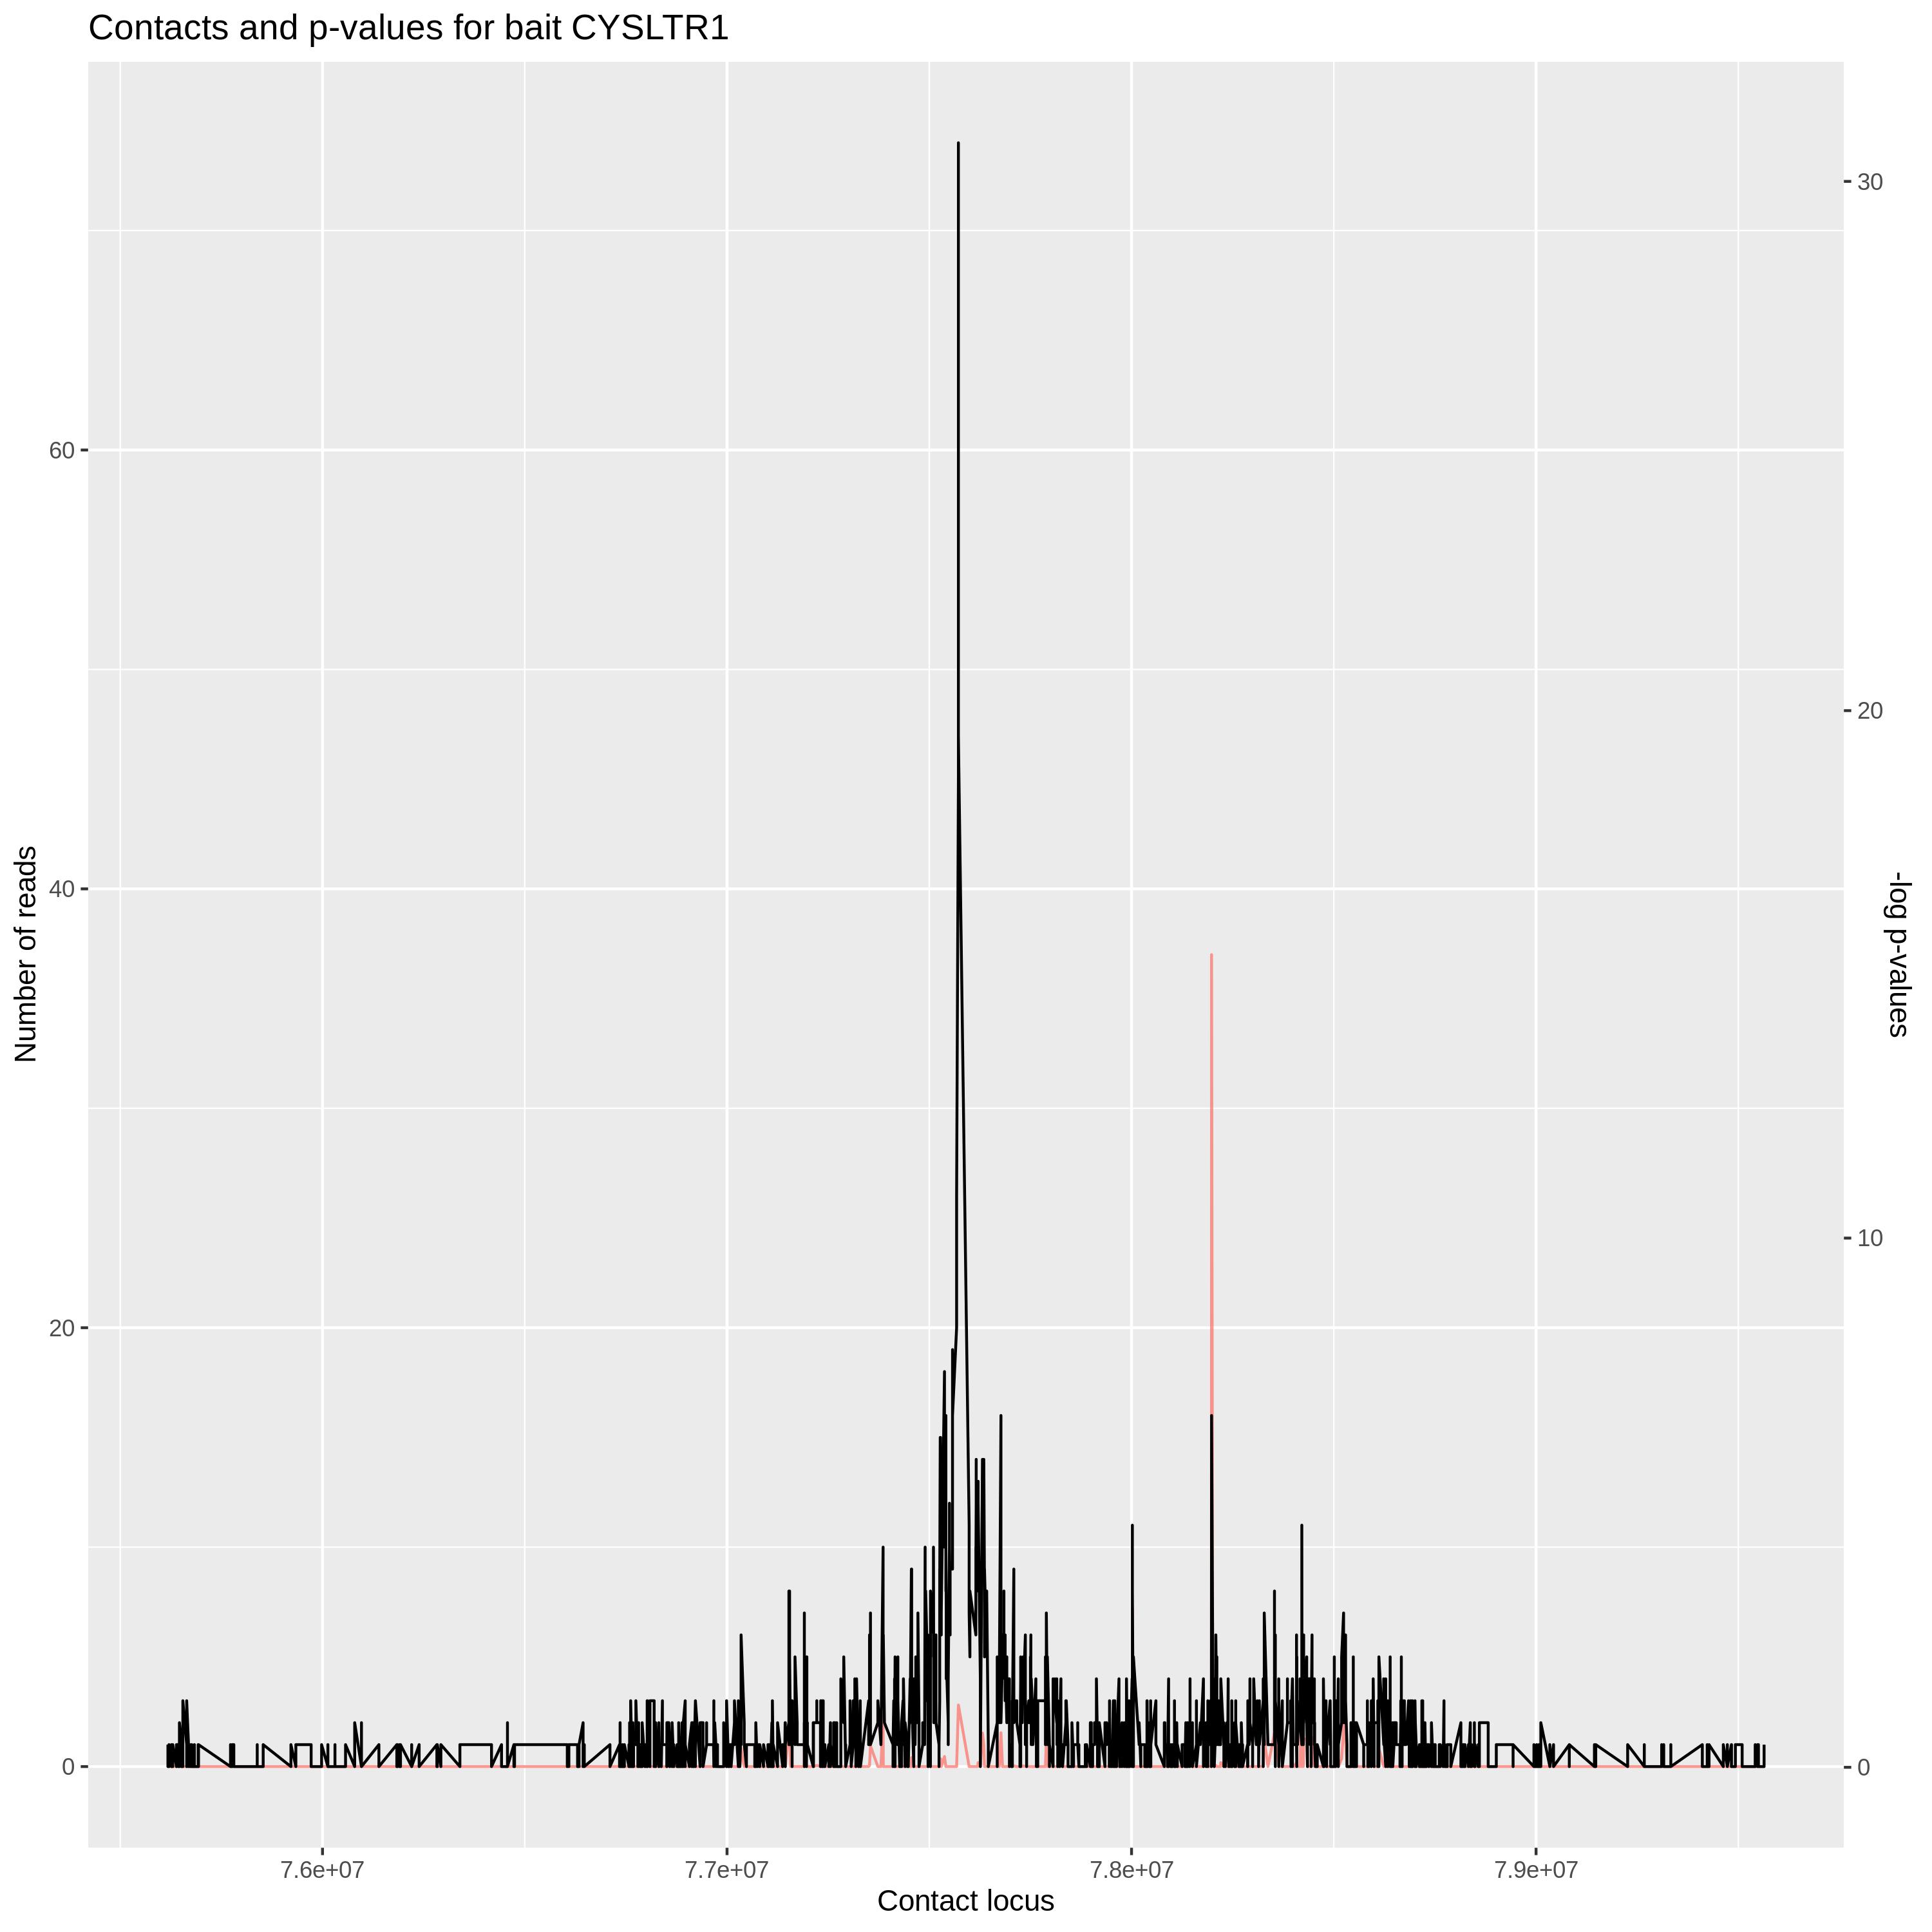 Contacts and p-values for bait CYSLTR1
30
60
20
40
10
20
0
0
Number of reads
-log p-values
7.6e+07
7.7e+07
7.8e+07
7.9e+07
Contact locus